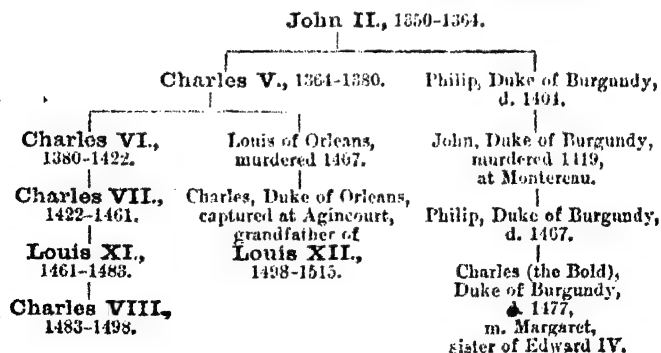 John II., 1350-1364.
Charles V., 1364-1380.
Philip, Duke of Burgundy,
d. 1404.
Charles VI.,
1380-1422.
Louis of Orleans,
murdered 1407.
John, Duke of Burgundy,
murdered 1419,
at Montereau.
Charles VII.,
1422-1461.
Charles, Duke of Orleans,
captured at Agincourt,
grandfather of
Louis XII.,
1498-1515.
Philip, Duke of Burgundy,
d. 1467.
Louis XI.,
1461-1483.
Charles (the Bold),
Duke of Burgundy,
d. 1477,
m. Margaret,
sister of Edward IV.
Charles VIII.,
1483-1498.